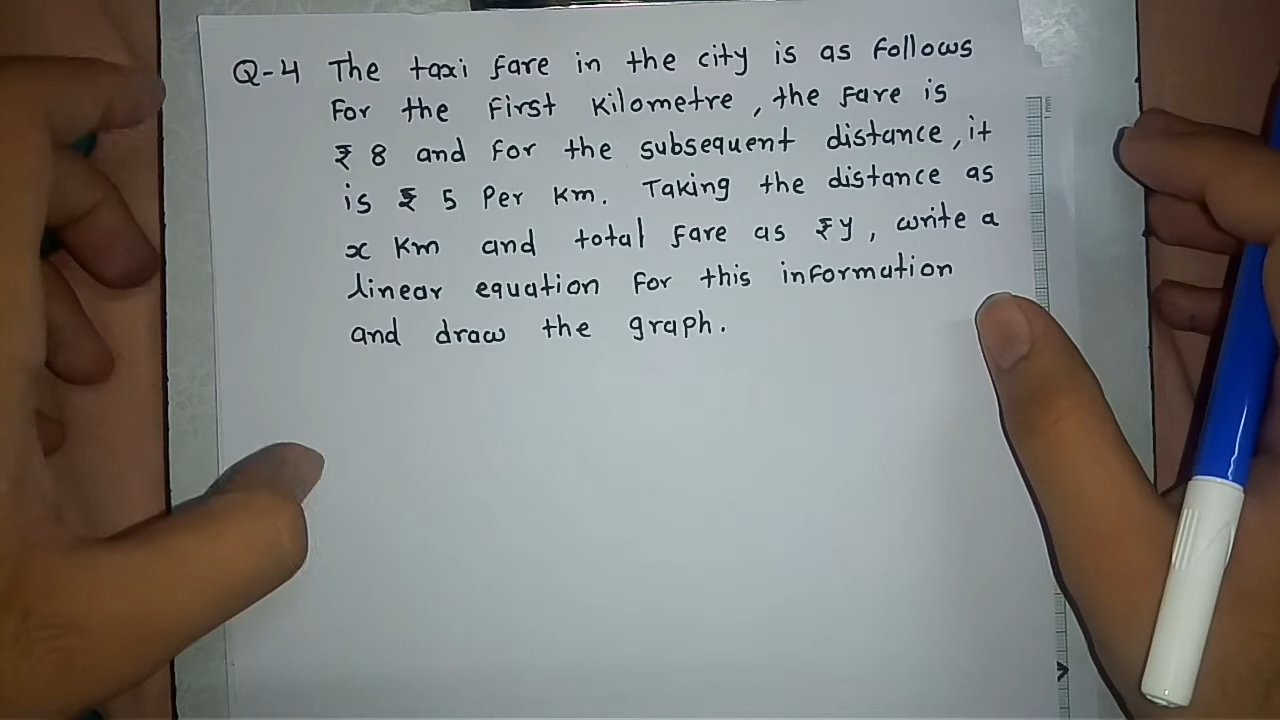 Q-4 The taxi fare in the city is as follows
For the first kilometre, the fare is
₹ 8 and for the subsequent distance, it
is ₹ 5 Per km. Taking the distance as
x km and total fare as ₹y, write a
linear equation for this information
and draw the graph.